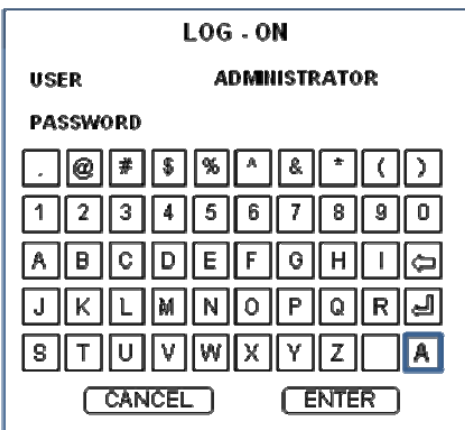 LOG - ON
USER ADMINISTRATOR
PASSWORD
. @ # $ % ^ & * ( )
1 2 3 4 5 6 7 8 9 0
A B C D E F G H I ⇦
J K L M N O P Q R ↵
S T U V W X Y Z A
CANCEL ENTER